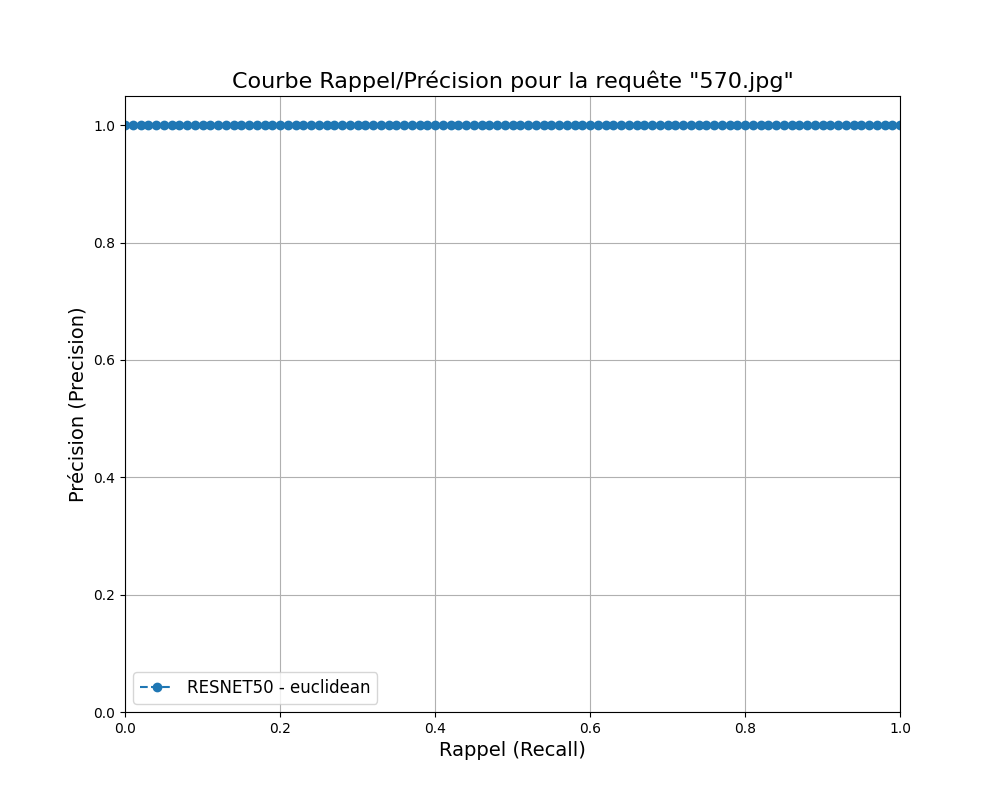 Courbe Rappel/Précision pour la requête "570.jpg"
1.0
0.8
0.6
0.4
0.2
0.0
Précision (Precision)
RESNET50 - euclidean
0.0 0.2 0.4 0.6 0.8 1.0
Rappel (Recall)